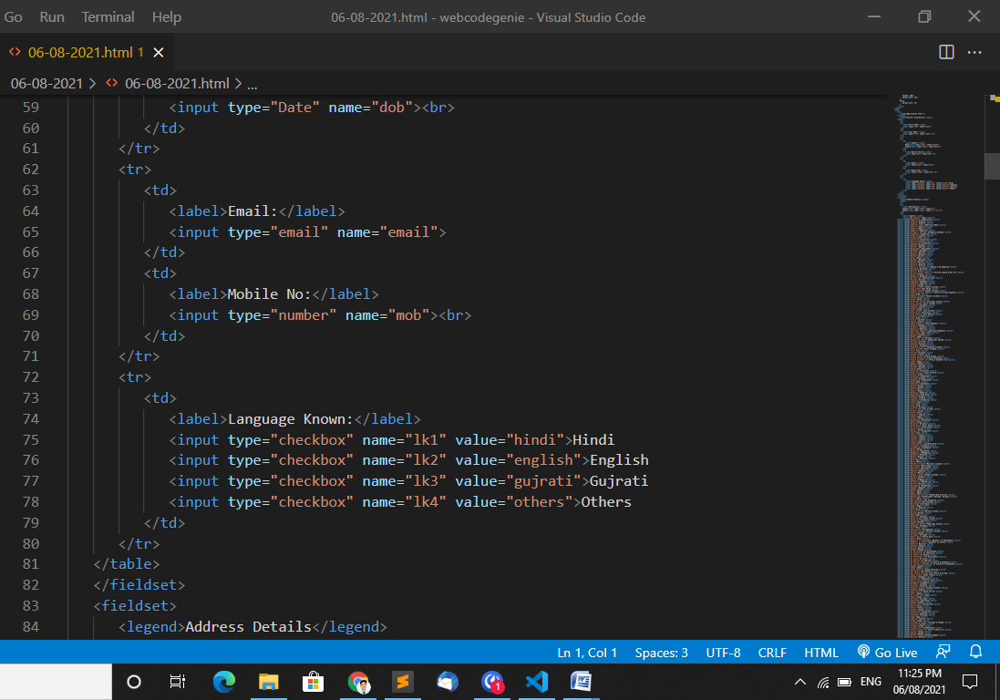 Go Run Terminal Help 06-08-2021.html - webcodegenie - Visual Studio Code
06-08-2021.html 1
06-08-2021 > 06-08-2021.html > ...
59 <input type="Date" name="dob"><br>
60 </td>
61 </tr>
62 <tr>
63 <td>
64 <label>Email:</label>
65 <input type="email" name="email">
66 </td>
67 <td>
68 <label>Mobile No:</label>
69 <input type="number" name="mob"><br>
70 </td>
71 </tr>
72 <tr>
73 <td>
74 <label>Language Known:</label>
75 <input type="checkbox" name="lk1" value="hindi">Hindi
76 <input type="checkbox" name="lk2" value="english">English
77 <input type="checkbox" name="lk3" value="gujrati">Gujrati
78 <input type="checkbox" name="lk4" value="others">Others
79 </td>
80 </tr>
81 </table>
82 </fieldset>
83 <fieldset>
84 <legend>Address Details</legend>
Ln 1, Col 1 Spaces: 3 UTF-8 CRLF HTML Go Live
1 W ENG 11:25 PM
06/08/2021